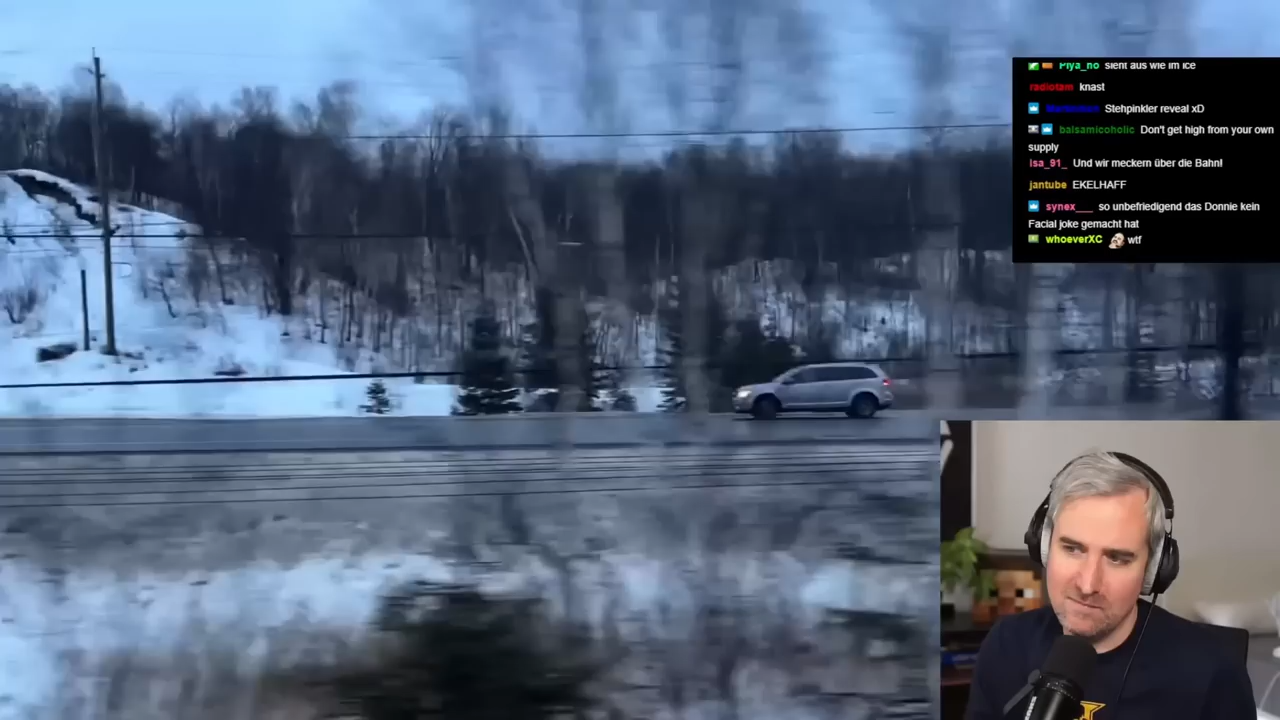 Piya_no sieht aus wie im Ice
radiotam knast
Stehpinkler reveal xD
balsamicoholic Don't get high from your own
supply
isa_91_ Und wir meckern über die Bahn!
jantube EKELHAFF
synex___ so unbefriedigend das Donnie kein
Facial joke gemacht hat
whoeverXC wtf